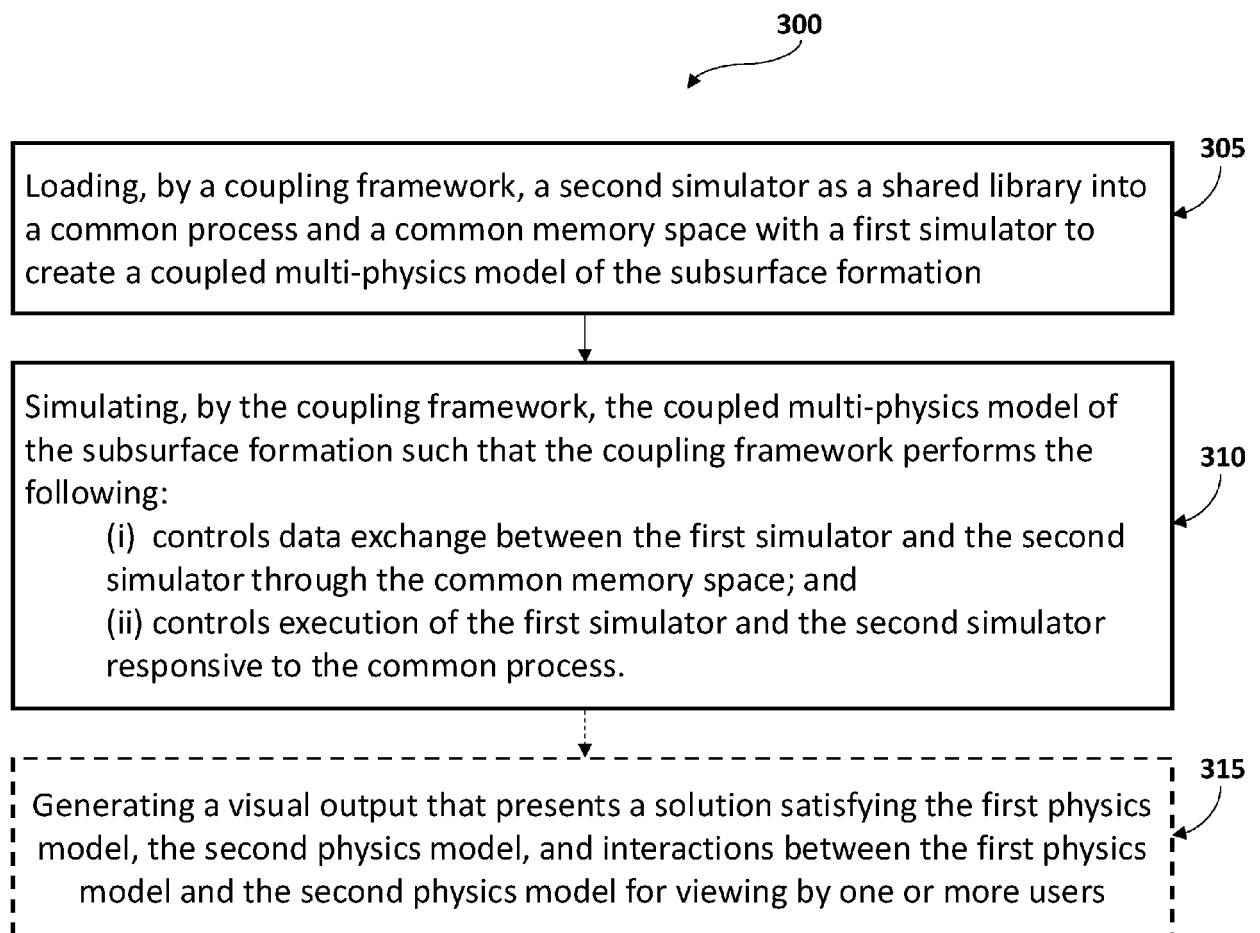 300
305
Loading, by a coupling framework, a second simulator as a shared library into
a common process and a common memory space with a first simulator to
create a coupled multi-physics model of the subsurface formation
310
Simulating, by the coupling framework, the coupled multi-physics model of
the subsurface formation such that the coupling framework performs the
following:
(i) controls data exchange between the first simulator and the second
simulator through the common memory space; and
(ii) controls execution of the first simulator and the second simulator
responsive to the common process.
315
Generating a visual output that presents a solution satisfying the first physics
model, the second physics model, and interactions between the first physics
model and the second physics model for viewing by one or more users